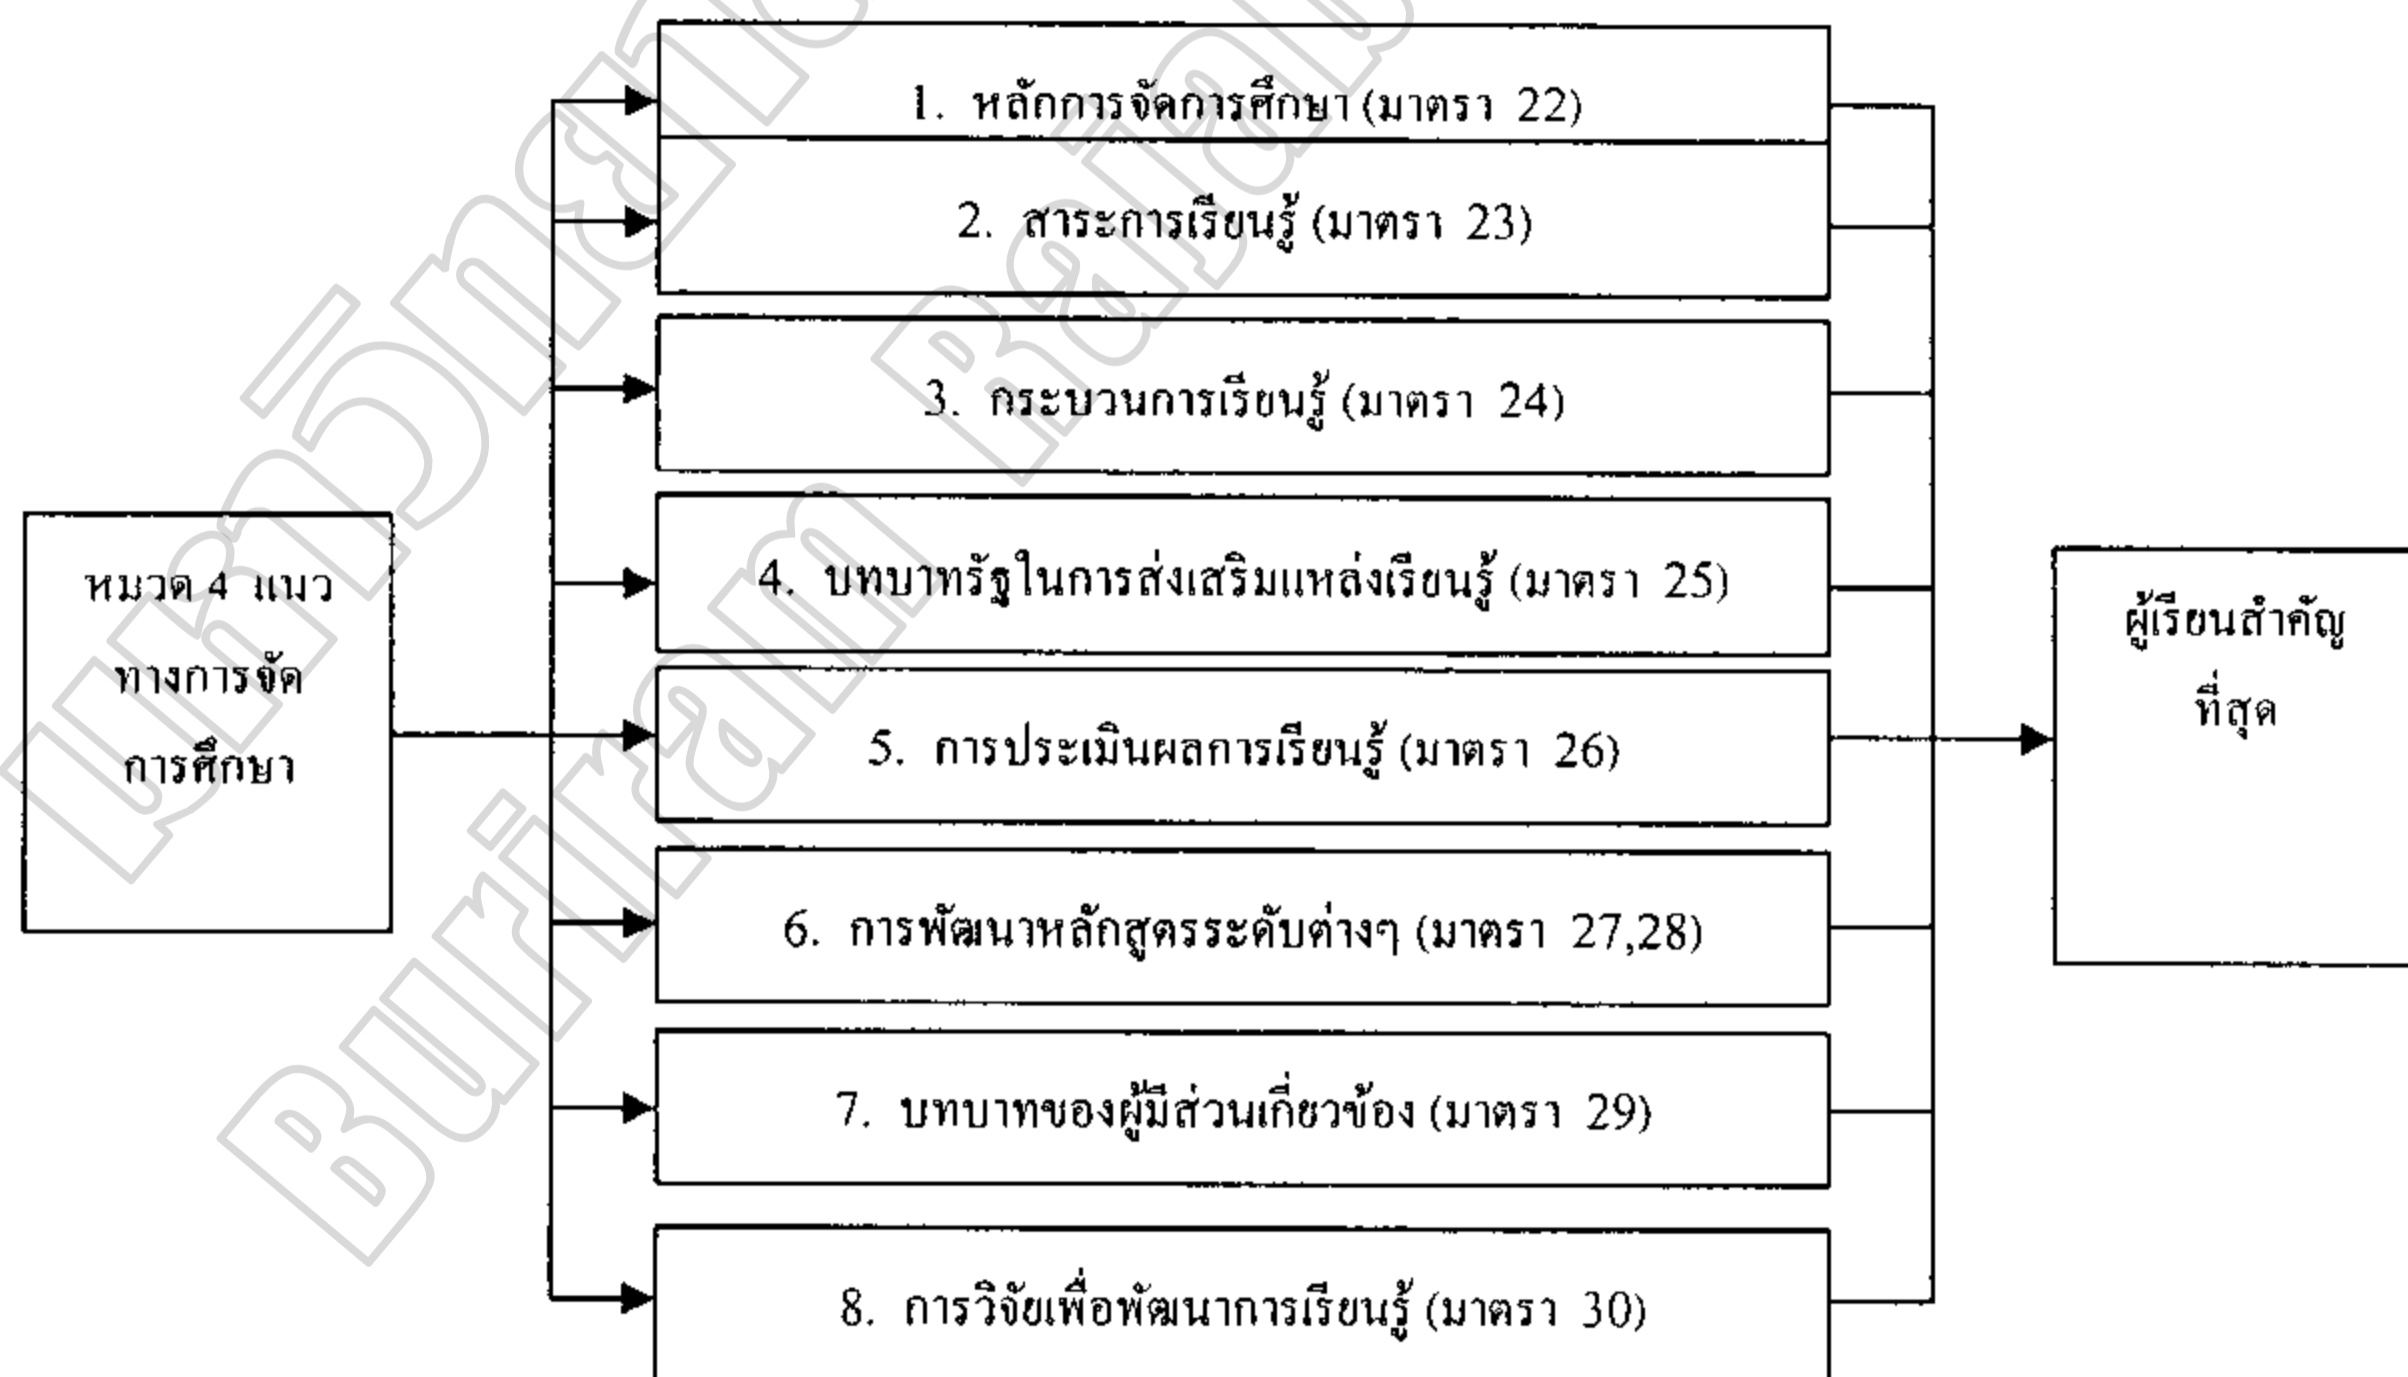 หมวด 4 แนว
ทางการจัด
การศึกษา
1. หลักการจัดการศึกษา (มาตรา 22)
2. สาระการเรียนรู้ (มาตรา 23)
3. กระบวนการเรียนรู้ (มาตรา 24)
4. บทบาทรัฐในการส่งเสริมแหล่งเรียนรู้ (มาตรา 25)
5. การประเมินผลการเรียนรู้ (มาตรา 26)
6. การพัฒนาหลักสูตรระดับต่างๆ (มาตรา 27,28)
7. บทบาทของผู้มีส่วนเกี่ยวข้อง (มาตรา 29)
8. การวิจัยเพื่อพัฒนาการเรียนรู้ (มาตรา 30)
ผู้เรียนสำคัญ
ที่สุด
Buriram